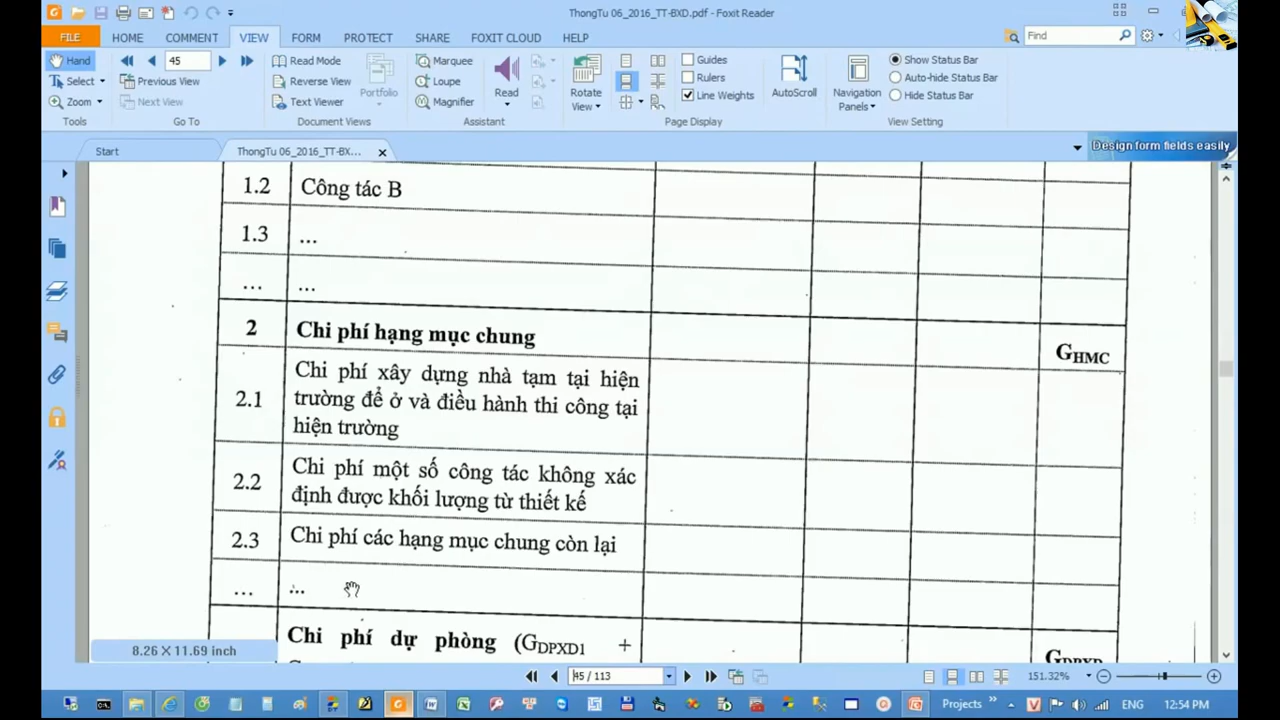 ThongTu 06_2016_TT-BXD.pdf - Foxit Reader
FILE HOME COMMENT VIEW FORM PROTECT SHARE FOXIT CLOUD HELP Find
Hand 45 Read Mode Marquee Guides Show Status Bar
Select Previous View Reverse View Loupe Rulers Auto-hide Status Bar
Zoom Next View Text Viewer Portfolio Magnifier Read Rotate View Line Weights AutoScroll Navigation Panels Hide Status Bar
Tools Go To Document Views Assistant Page Display View Setting
Start ThongTu 06_2016_TT-BX... Design form fields easily
1.2 Công tác B
1.3 ...
... ...
2 Chi phí hạng mục chung GHMC
2.1 Chi phí xây dựng nhà tạm tại hiện
trường để ở và điều hành thi công tại
hiện trường
2.2 Chi phí một số công tác không xác
định được khối lượng từ thiết kế
2.3 Chi phí các hạng mục chung còn lại
... ...
Chi phí dự phòng (GDPXD1 +
GDPXD
8.26 X 11.69 inch
45 / 113 151.32%
Projects ENG 12:54 PM